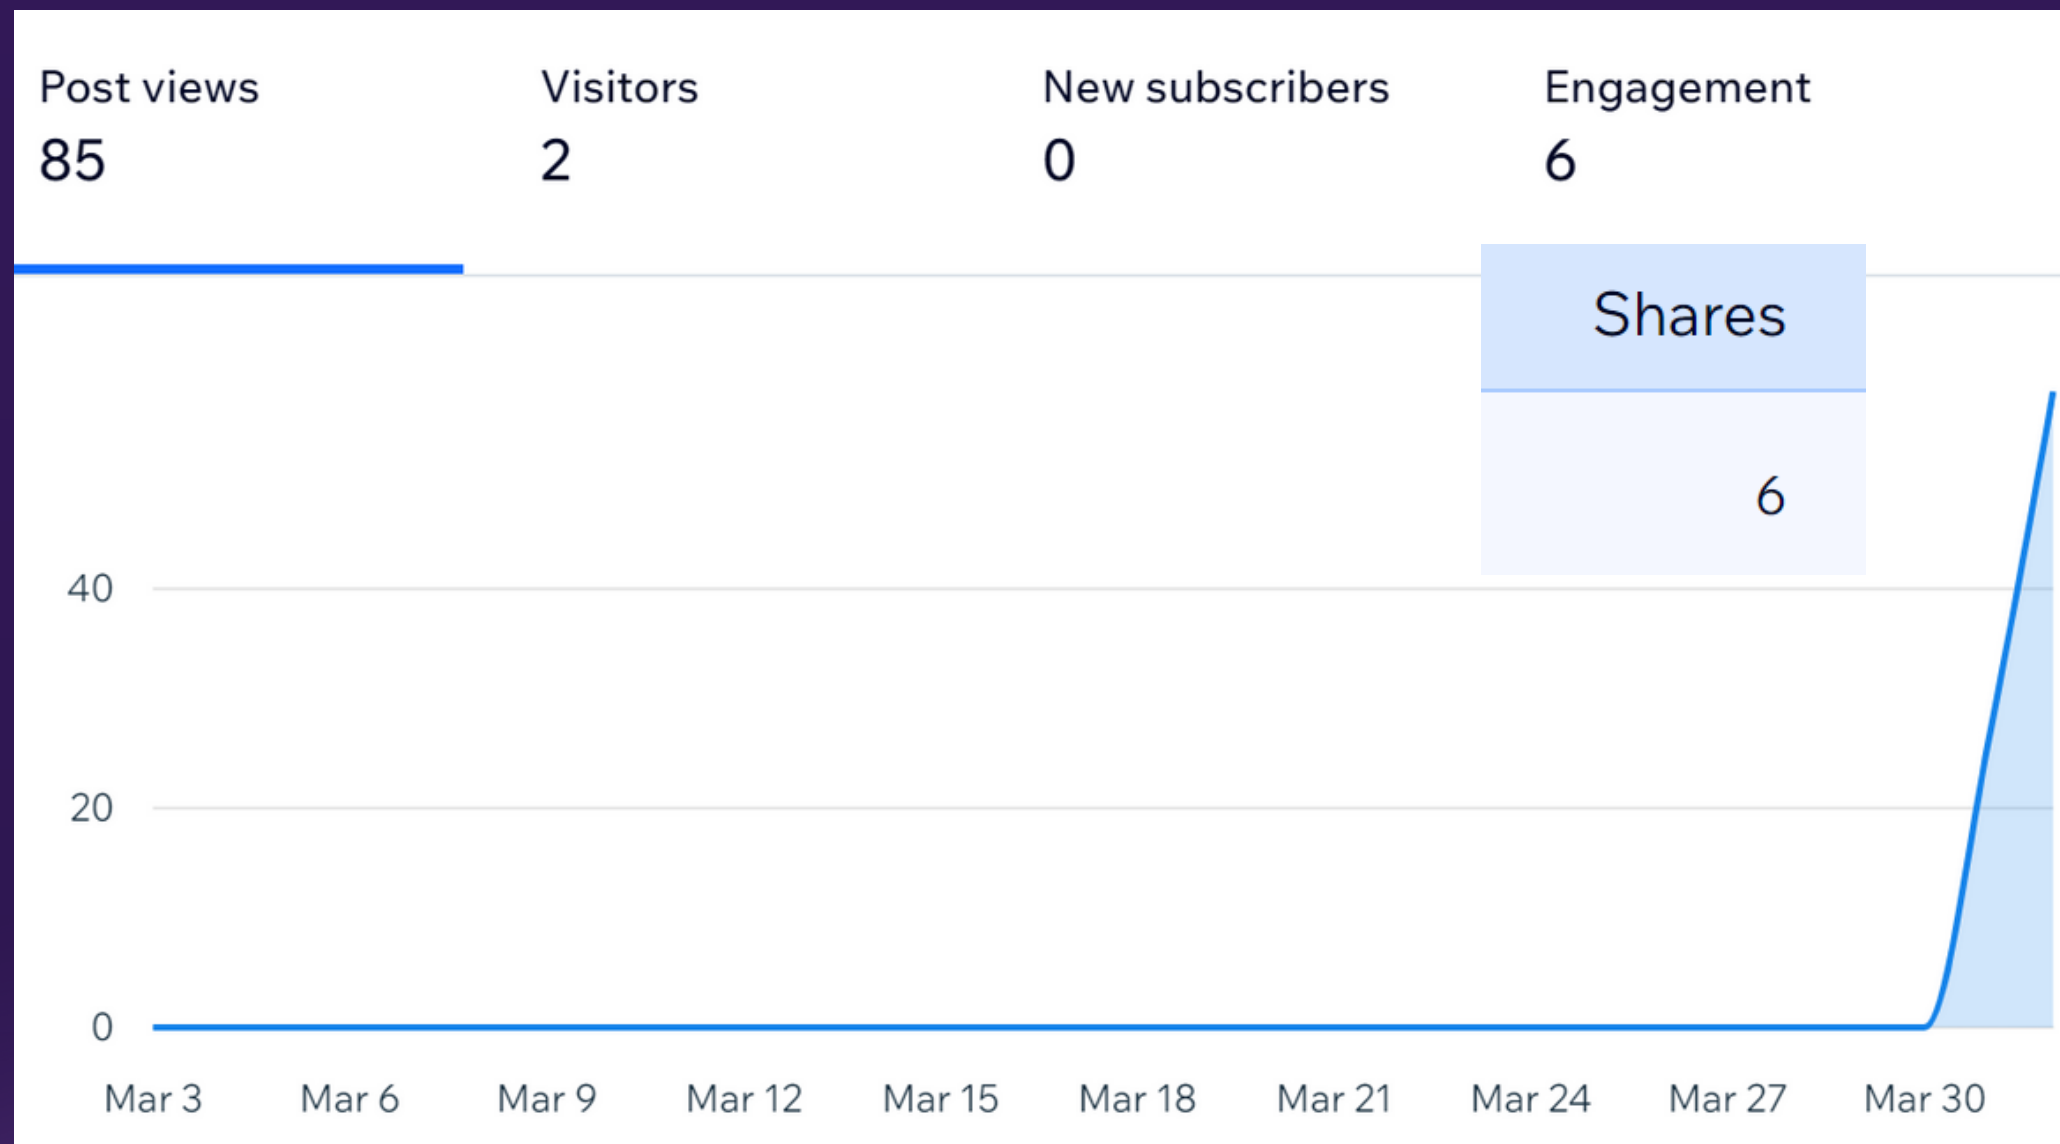 Post views Visitors New subscribers Engagement
85 2 0 6
Shares
6
40
20
0
Mar 3 Mar 6 Mar 9 Mar 12 Mar 15 Mar 18 Mar 21 Mar 24 Mar 27 Mar 30